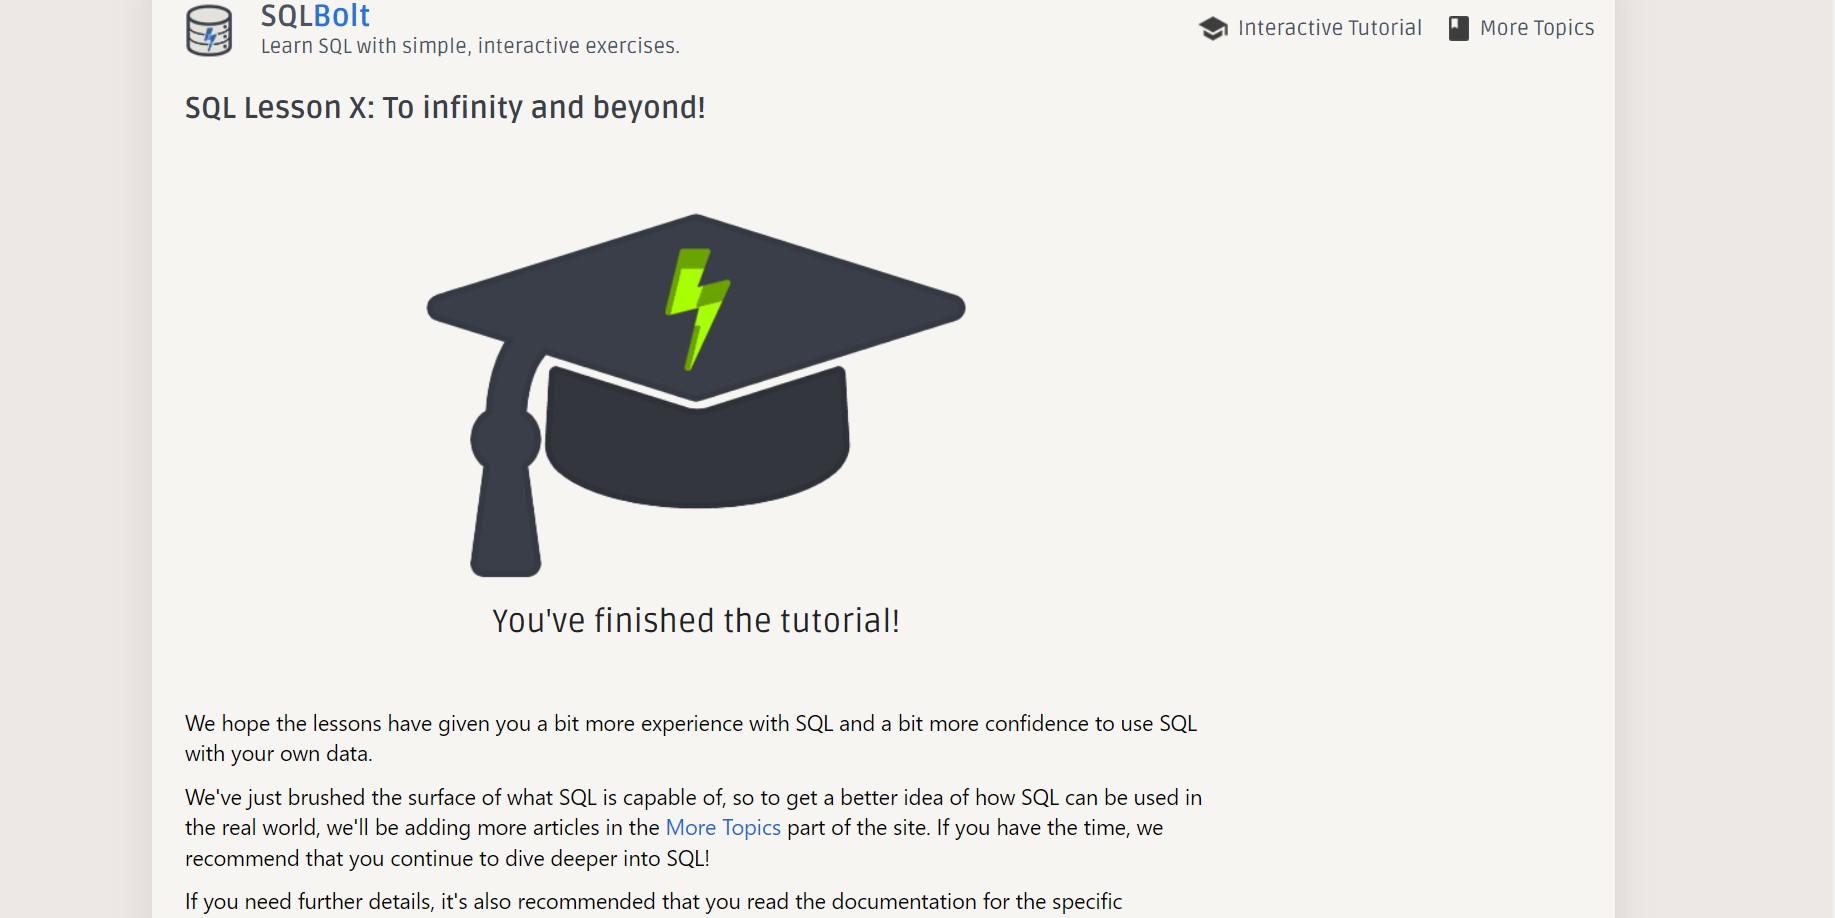 SQLBolt
Learn SQL with simple, interactive exercises.
Interactive Tutorial
More Topics
SQL Lesson X: To infinity and beyond!
You've finished the tutorial!
We hope the lessons have given you a bit more experience with SQL and a bit more confidence to use SQL
with your own data.
We've just brushed the surface of what SQL is capable of, so to get a better idea of how SQL can be used in
the real world, we'll be adding more articles in the More Topics part of the site. If you have the time, we
recommend that you continue to dive deeper into SQL!
If you need further details, it's also recommended that you read the documentation for the specific